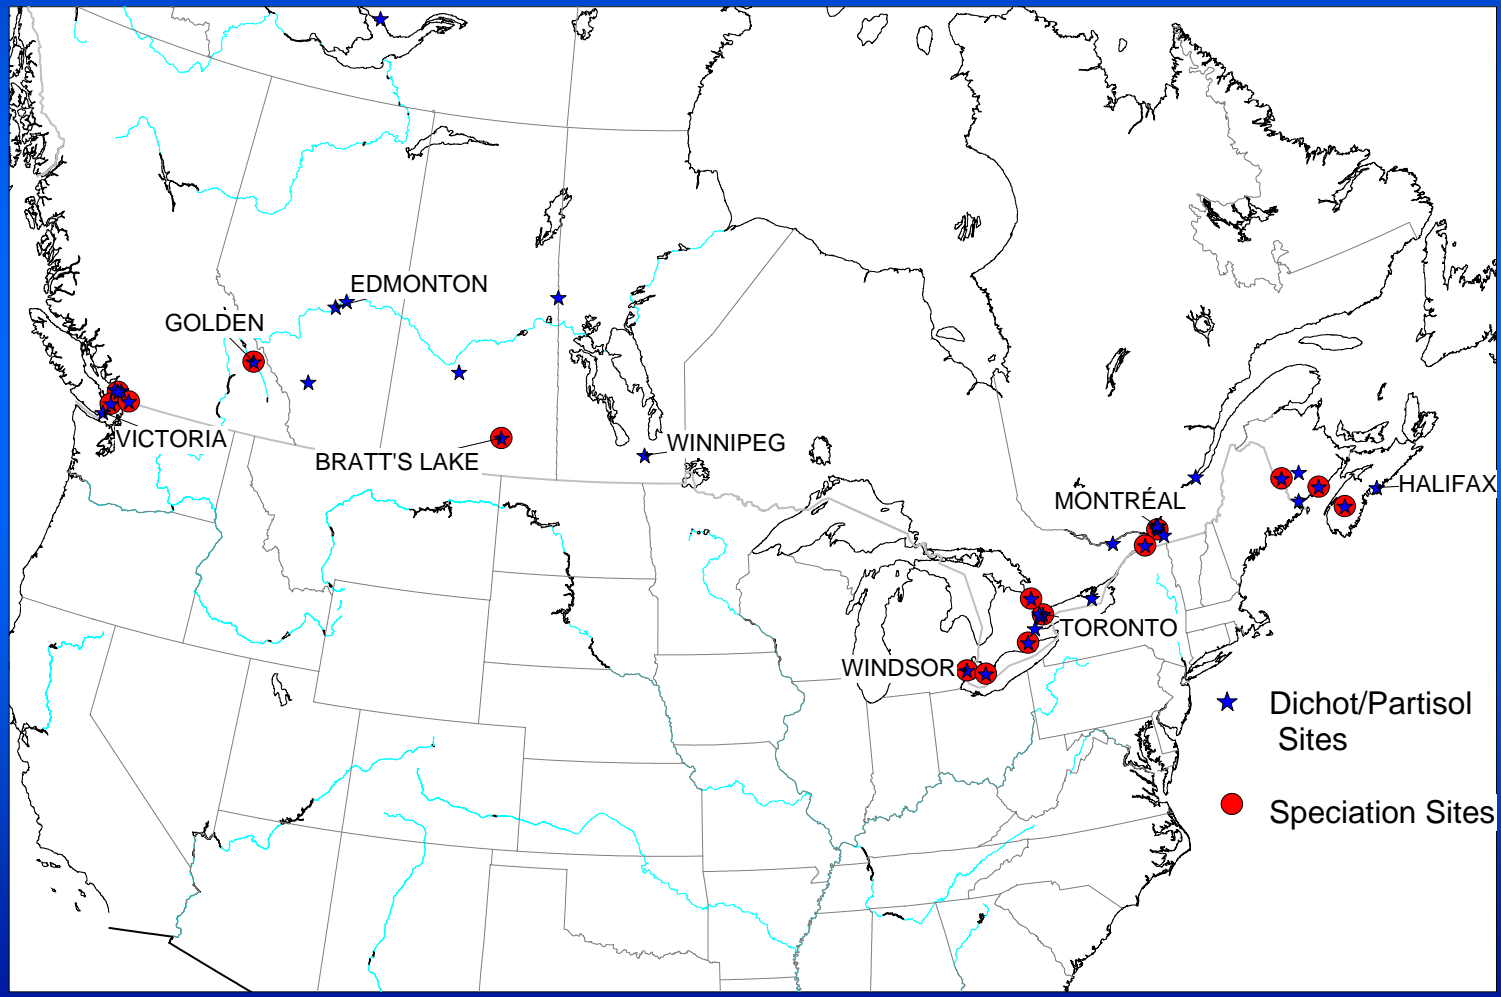 EDMONTON
GOLDEN
VICTORIA
WINNIPEG
BRATT'S LAKE
HALIFAX
MONTRÉAL
TORONTO
WINDSOR
Dichot/Partisol
Sites
Speciation Sites